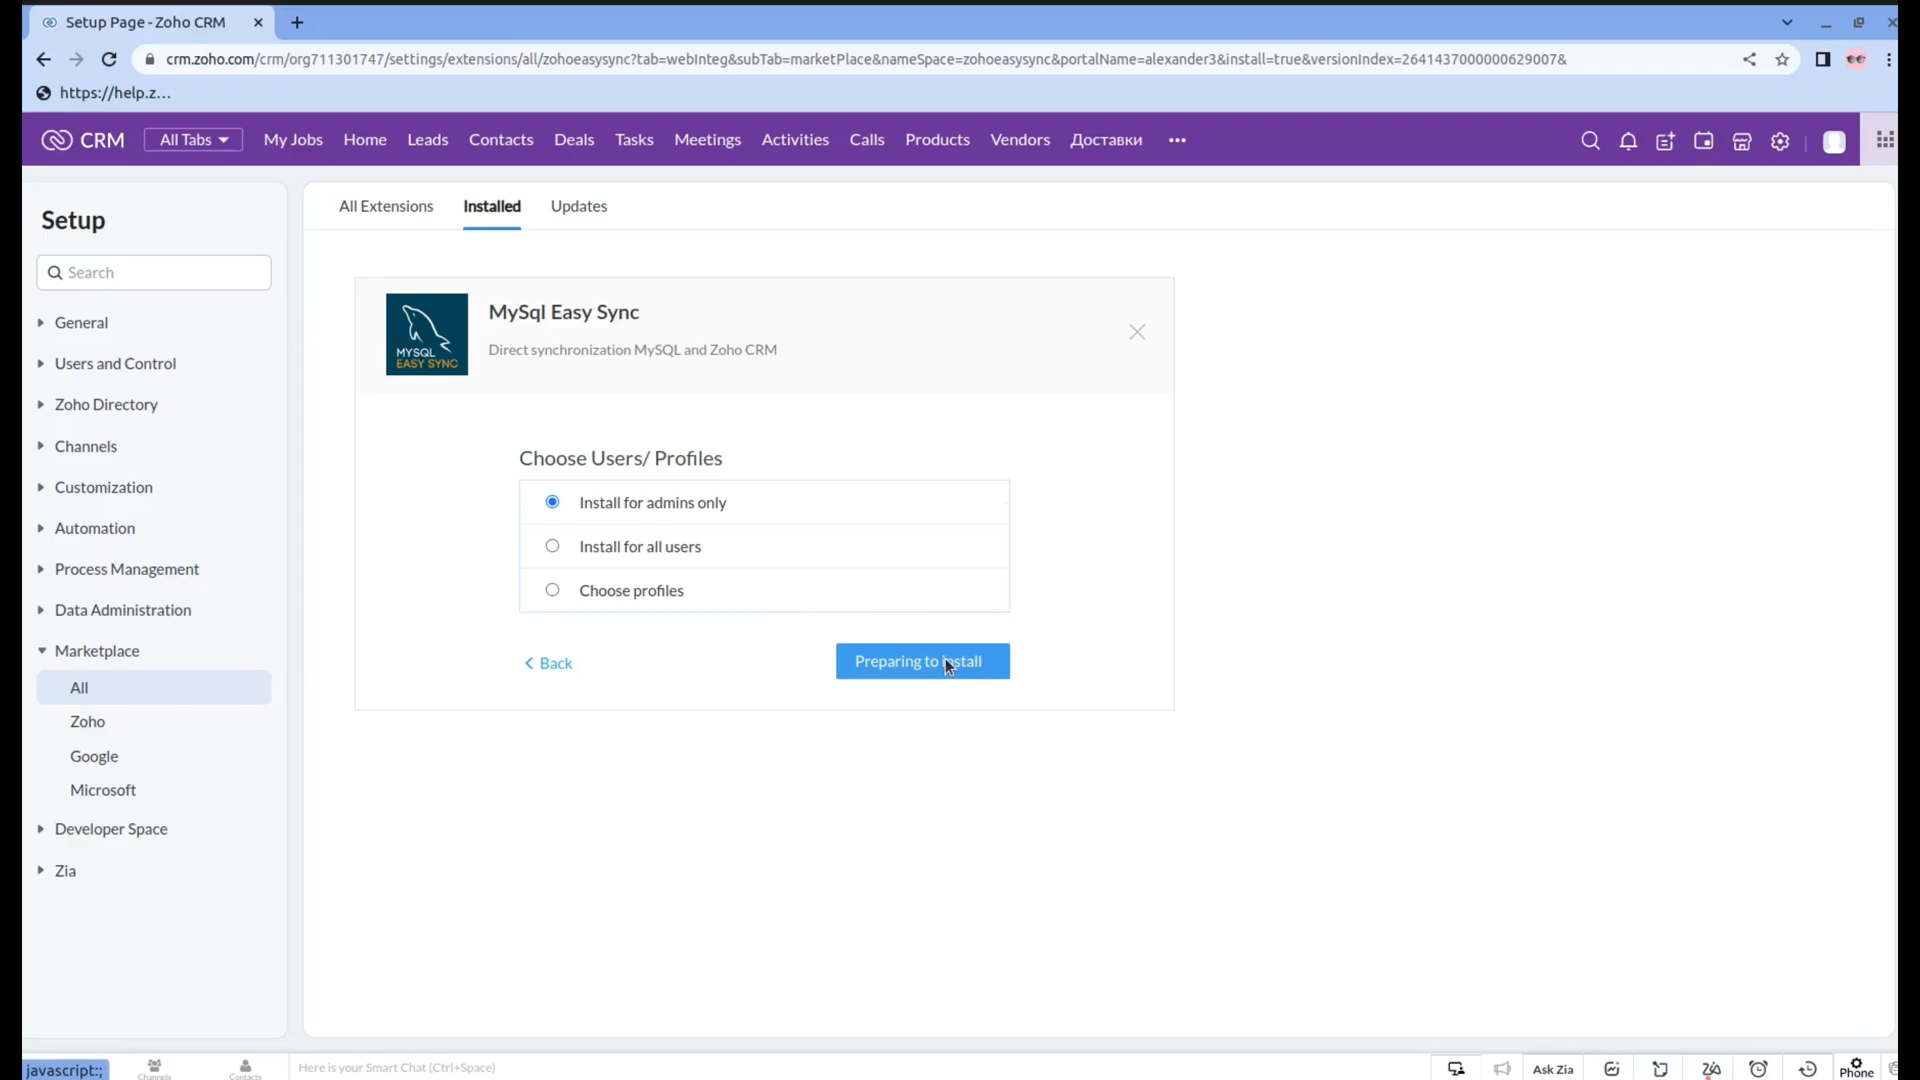 Setup Page - Zoho CRM
crm.zoho.com/crm/org711301747/settings/extensions/all/zohoeasysync?tab=webInteg&subTab=marketPlace&nameSpace=zohoeasysync&portalName=alexander3&install=true&versionIndex=2641437000000629007&
https://help.z...
CRM All Tabs My Jobs Home Leads Contacts Deals Tasks Meetings Activities Calls Products Vendors Доставки •••
Setup
Search
General
Users and Control
Zoho Directory
Channels
Customization
Automation
Process Management
Data Administration
Marketplace
All
Zoho
Google
Microsoft
Developer Space
Zia
All Extensions Installed Updates
MYSQL
EASY SYNC
MySql Easy Sync
Direct synchronization MySQL and Zoho CRM
Choose Users/ Profiles
Install for admins only
Install for all users
Choose profiles
Back
Preparing to install
javascript:;
Channels
Contacts
Here is your Smart Chat (Ctrl+Space)
Ask Zia
Phone